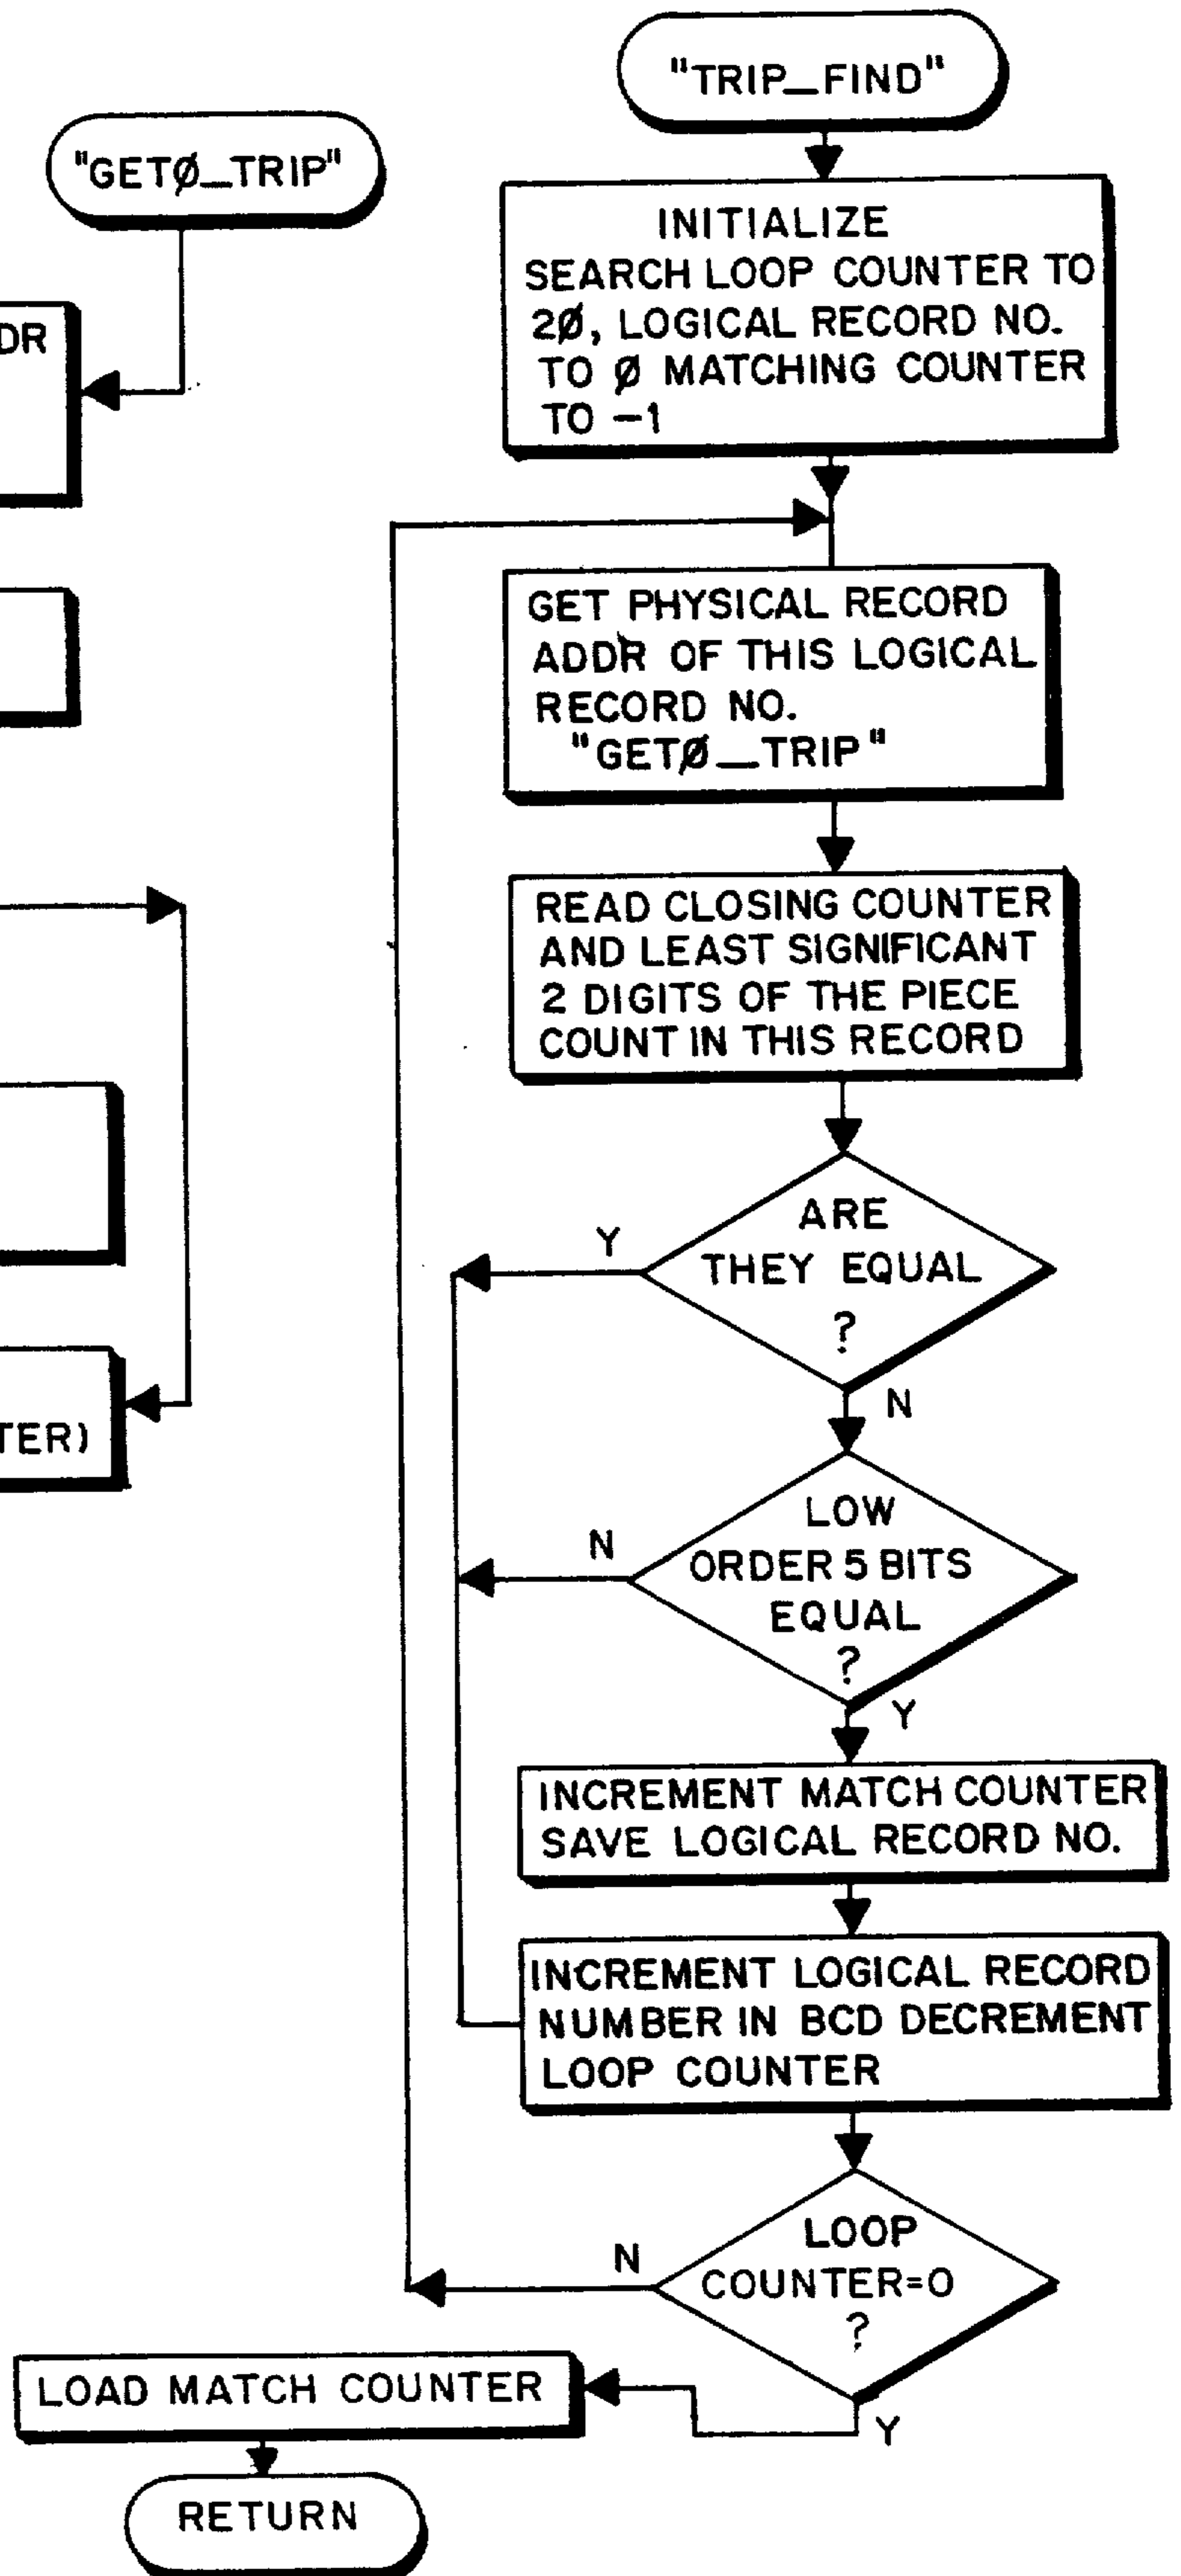 "TRIP_FIND"
"GETØ_TRIP"
INITIALIZE
SEARCH LOOP COUNTER TO
2Ø, LOGICAL RECORD NO.
TO Ø MATCHING COUNTER
TO -1
DR
GET PHYSICAL RECORD
ADDR OF THIS LOGICAL
RECORD NO.
"GETØ_TRIP"
READ CLOSING COUNTER
AND LEAST SIGNIFICANT
2 DIGITS OF THE PIECE
COUNT IN THIS RECORD
ARE
THEY EQUAL
?
Y
N
TER)
LOW
ORDER 5 BITS
EQUAL
?
N
Y
INCREMENT MATCH COUNTER
SAVE LOGICAL RECORD NO.
INCREMENT LOGICAL RECORD
NUMBER IN BCD DECREMENT
LOOP COUNTER
LOOP
COUNTER=0
?
N
Y
LOAD MATCH COUNTER
RETURN